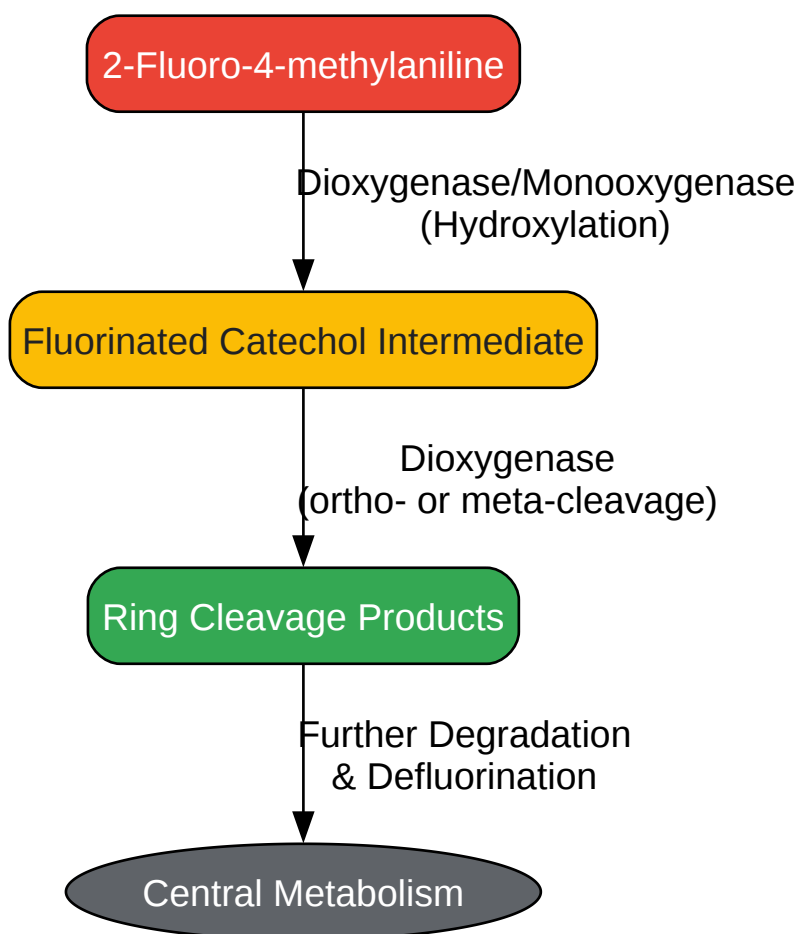 2-Fluoro-4-methylaniline
Dioxygenase/Monooxygenase
(Hydroxylation)
Fluorinated Catechol Intermediate
Dioxygenase
(ortho- or meta-cleavage)
Ring Cleavage Products
Further Degradation
& Defluorination
Central Metabolism